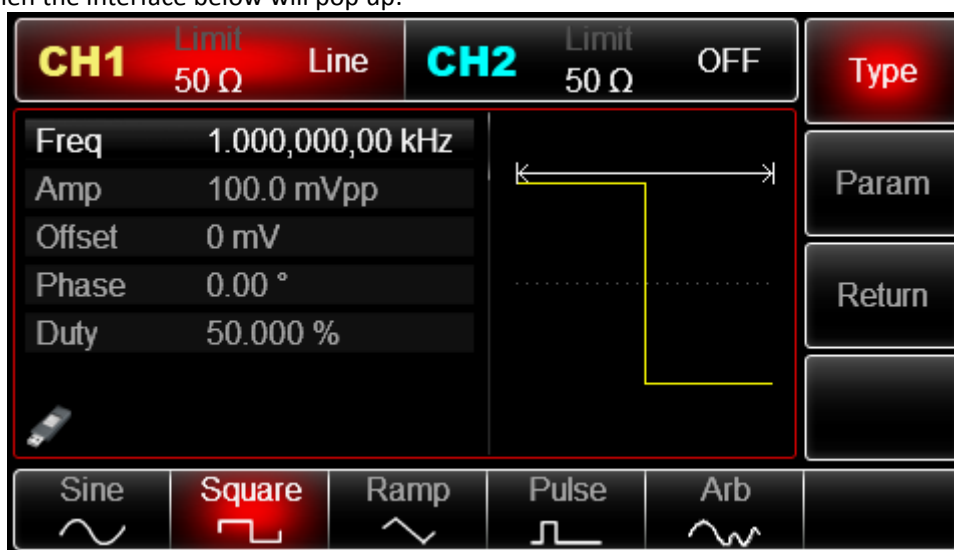 hen the interface below will pop up:
CH1 Limit 50 Ω Line CH2 Limit 50 Ω OFF Type
Freq 1.000,000,00 kHz
Amp 100.0 mVpp
Param
Offset 0 mV
Phase 0.00 °
Return
Duty 50.000 %
Sine Square Ramp Pulse Arb